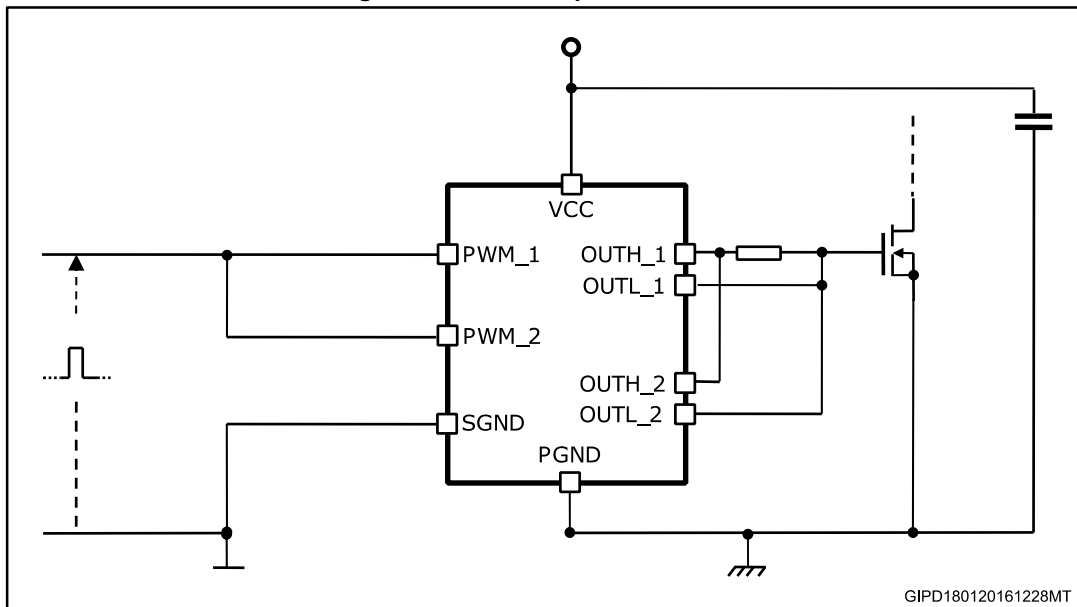 VCC
PWM_1
OUTH_1
OUTL_1
PWM_2
OUTH_2
OUTL_2
SGND
PGND
GIPD180120161228MT